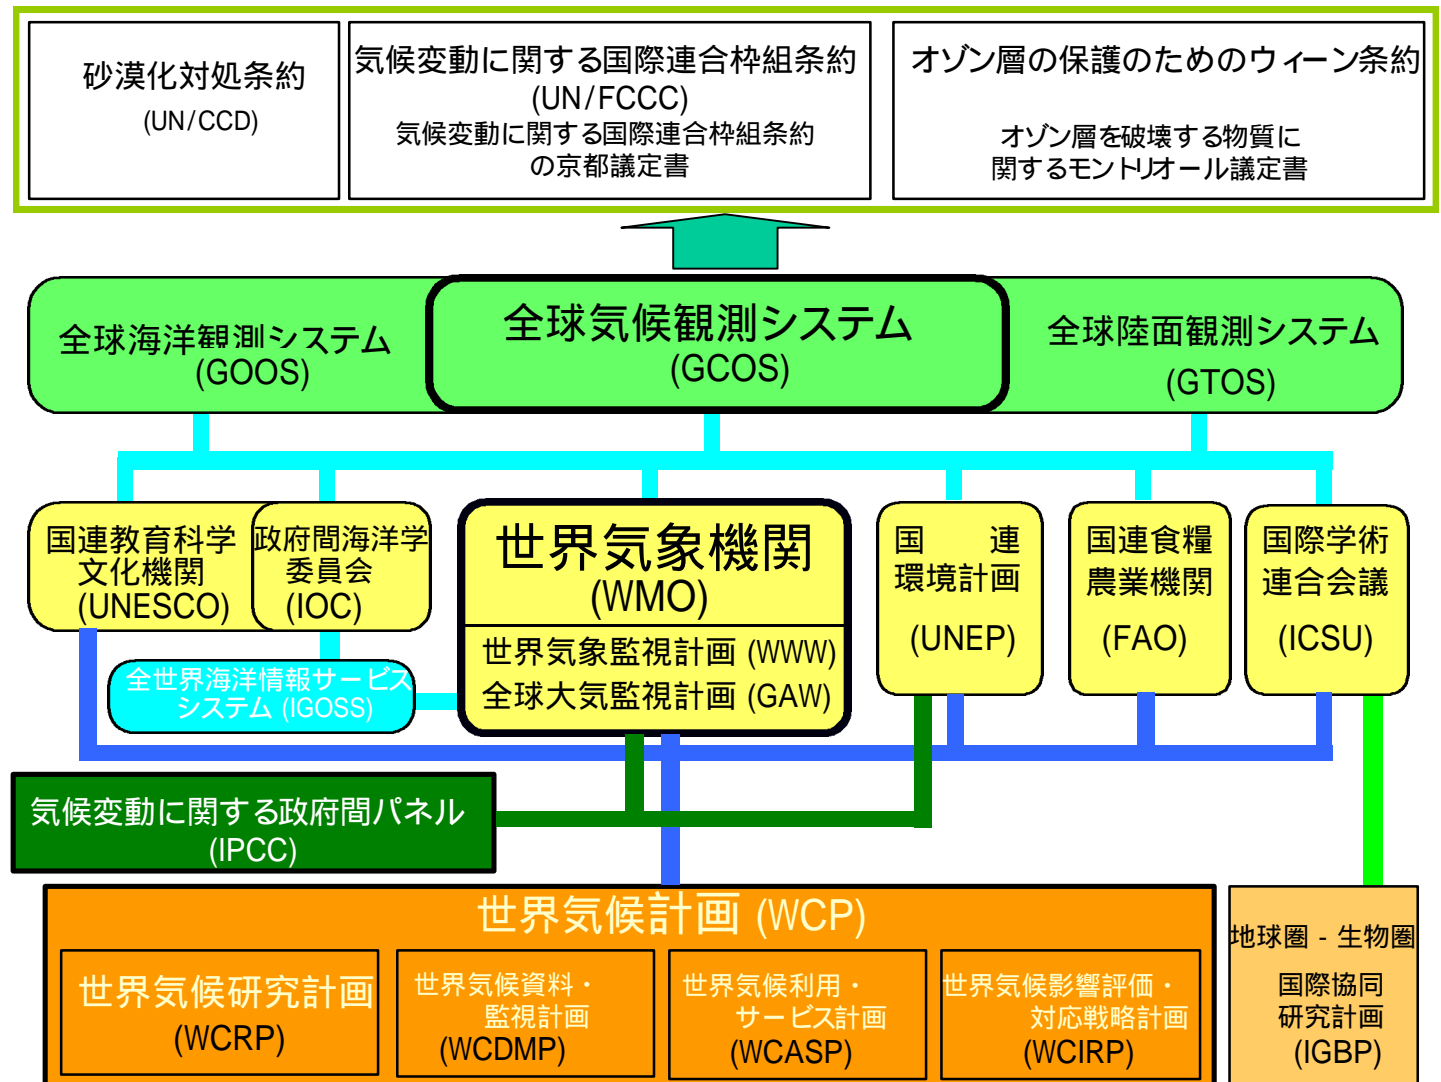 砂漠化対処条約
(UN/CCD)
気候変動に関する国際連合枠組条約
(UN/FCCC)
気候変動に関する国際連合枠組条約
の京都議定書
オゾン層の保護のためのウィーン条約
オゾン層を破壊する物質に
関するモントリオール議定書
全球海洋観測システム
(GOOS)
全球気候観測システム
(GCOS)
全球陸面観測システム
(GTOS)
国連教育科学
文化機関
(UNESCO)
政府間海洋学
委員会
(IOC)
世界気象機関
(WMO)
世界気象監視計画 (WWW)
全球大気監視計画 (GAW)
国　　連
環境計画
(UNEP)
国連食糧
農業機関
(FAO)
国際学術
連合会議
(ICSU)
全世界海洋情報サービス
システム (IGOSS)
気候変動に関する政府間パネル
(IPCC)
世界気候計画 (WCP)
世界気候研究計画
(WCRP)
世界気候資料・
監視計画
(WCDMP)
世界気候利用・
サービス計画
(WCASP)
世界気候影響評価・
対応戦略計画
(WCIRP)
地球圏 - 生物圏
国際協同
研究計画
(IGBP)